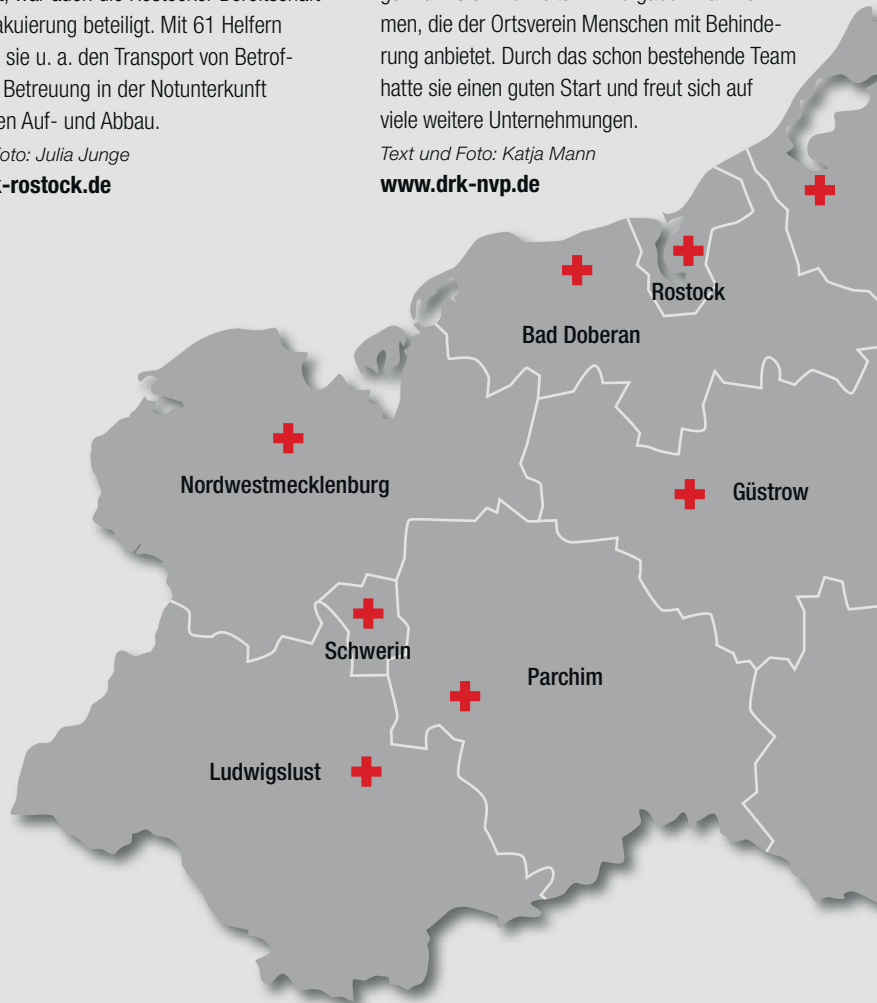 war auch die Rostocker Bereitschaft
akuierung beteiligt. Mit 61 Helfern
sie u. a. den Transport von Betrof-
Betreuung in der Notunterkunft
en Auf- und Abbau.
oto: Julia Junge
k-rostock.de
men, die der Ortsverein Menschen mit Behinde-
rung anbietet. Durch das schon bestehende Team
hatte sie einen guten Start und freut sich auf
viele weitere Unternehmungen.
Text und Foto: Katja Mann
www.drk-nvp.de
Rostock
Bad Doberan
Nordwestmecklenburg
Güstrow
Schwerin
Parchim
Ludwigslust